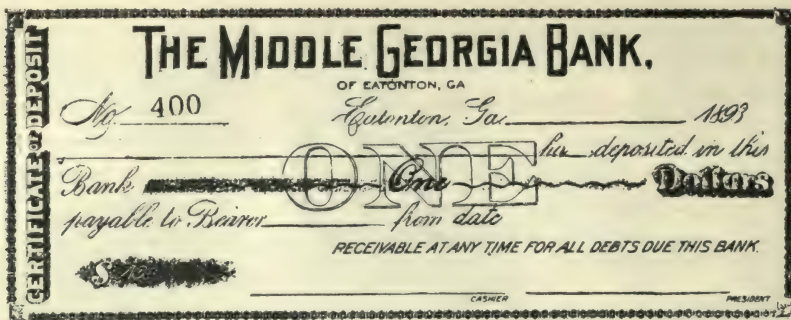 CERTIFICATE OF DEPOSIT
THE MIDDLE GEORGIA BANK,
OF EATONTON, GA
No. 400 Eatonton, Ga. 1893
has deposited in this
ONE
Bank One Dollars
payable to Bearer from date
RECEIVABLE AT ANY TIME FOR ALL DEBTS DUE THIS BANK.
$
CASHIER PRESIDENT